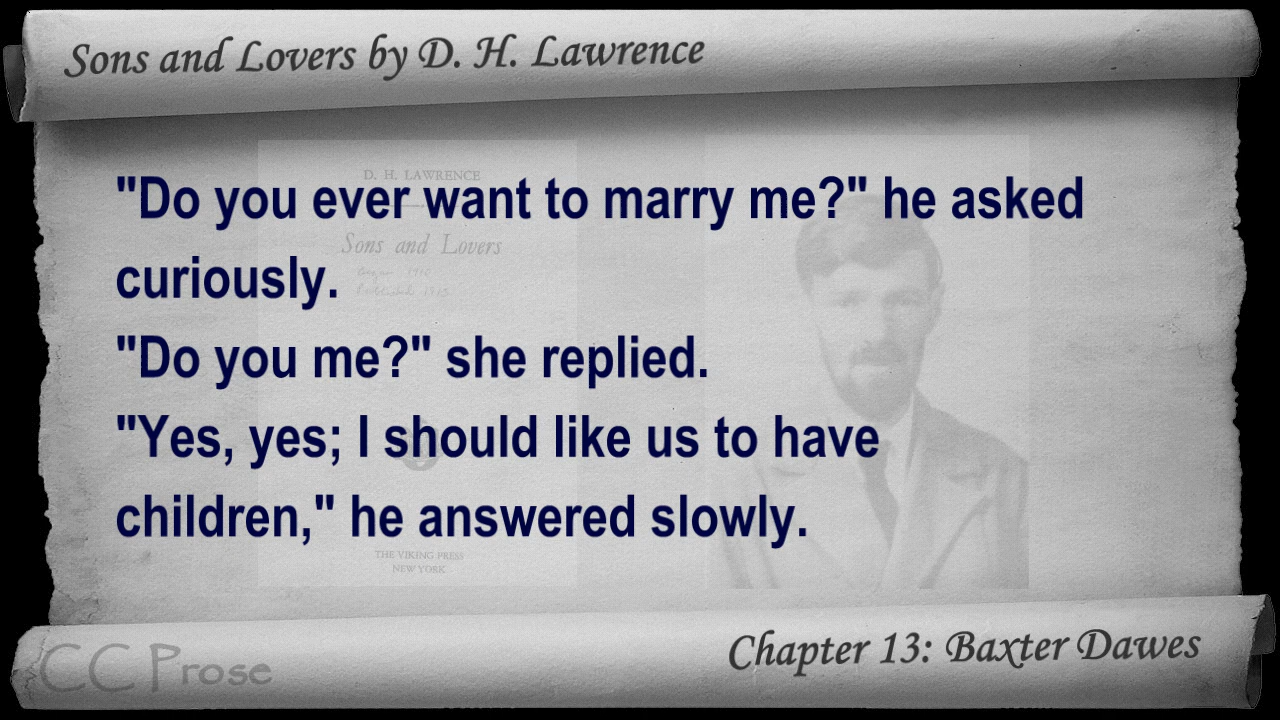 Sons and Lovers by D. H. Lawrence
D. H. LAWRENCE
"Do you ever want to marry me?" he asked
Sons and Lovers
curiously.
"Do you me?" she replied.
"Yes, yes; I should like us to have
children," he answered slowly.
THE VIKING PRESS
NEW YORK
Chapter 13: Baxter Dawes
CC Prose